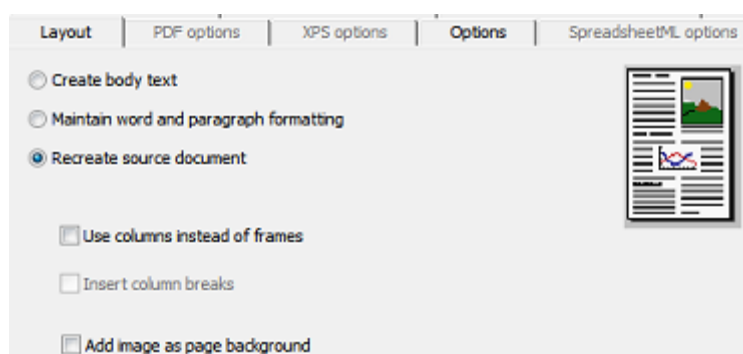 Layout PDF options XPS options Options SpreadsheetML options
Create body text
Maintain word and paragraph formatting
Recreate source document
Use columns instead of frames
Insert column breaks
Add image as page background